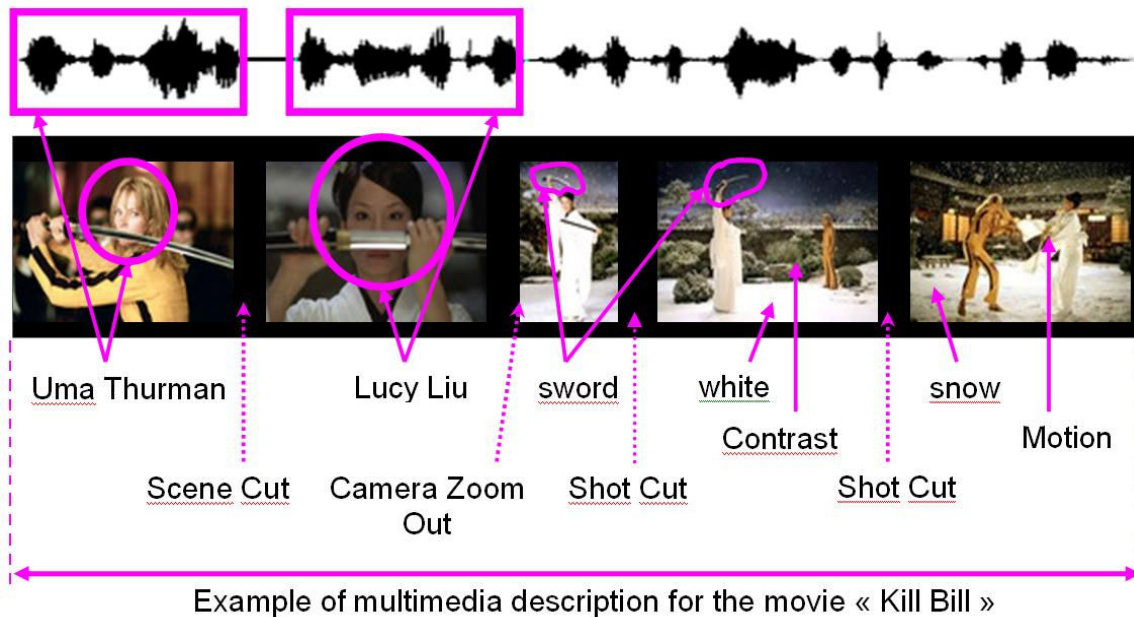 Uma Thurman
Lucy Liu
sword
white
snow
Contrast
Motion
Scene Cut
Camera Zoom
Out
Shot Cut
Shot Cut
Example of multimedia description for the movie « Kill Bill »